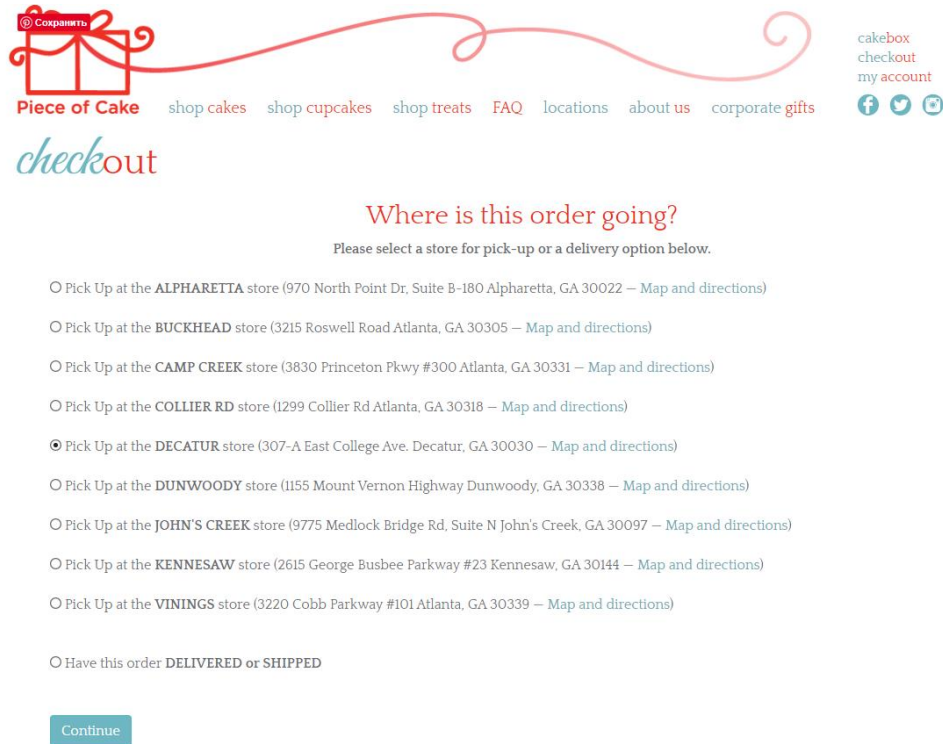 Сохранить
Piece of Cake
shop cakes shop cupcakes shop treats FAQ locations about us corporate gifts
cakebox
checkout
my account
checkout
Where is this order going?
Please select a store for pick-up or a delivery option below.
Pick Up at the ALPHARETTA store (970 North Point Dr, Suite B-180 Alpharetta, GA 30022 — Map and directions)
Pick Up at the BUCKHEAD store (3215 Roswell Road Atlanta, GA 30305 — Map and directions)
Pick Up at the CAMP CREEK store (3830 Princeton Pkwy #300 Atlanta, GA 30331 — Map and directions)
Pick Up at the COLLIER RD store (1299 Collier Rd Atlanta, GA 30318 — Map and directions)
Pick Up at the DECATUR store (307-A East College Ave. Decatur, GA 30030 — Map and directions)
Pick Up at the DUNWOODY store (1155 Mount Vernon Highway Dunwoody, GA 30338 — Map and directions)
Pick Up at the JOHN'S CREEK store (9775 Medlock Bridge Rd, Suite N John's Creek, GA 30097 — Map and directions)
Pick Up at the KENNESAW store (2615 George Busbee Parkway #23 Kennesaw, GA 30144 — Map and directions)
Pick Up at the VININGS store (3220 Cobb Parkway #101 Atlanta, GA 30339 — Map and directions)
Have this order DELIVERED or SHIPPED
Continue